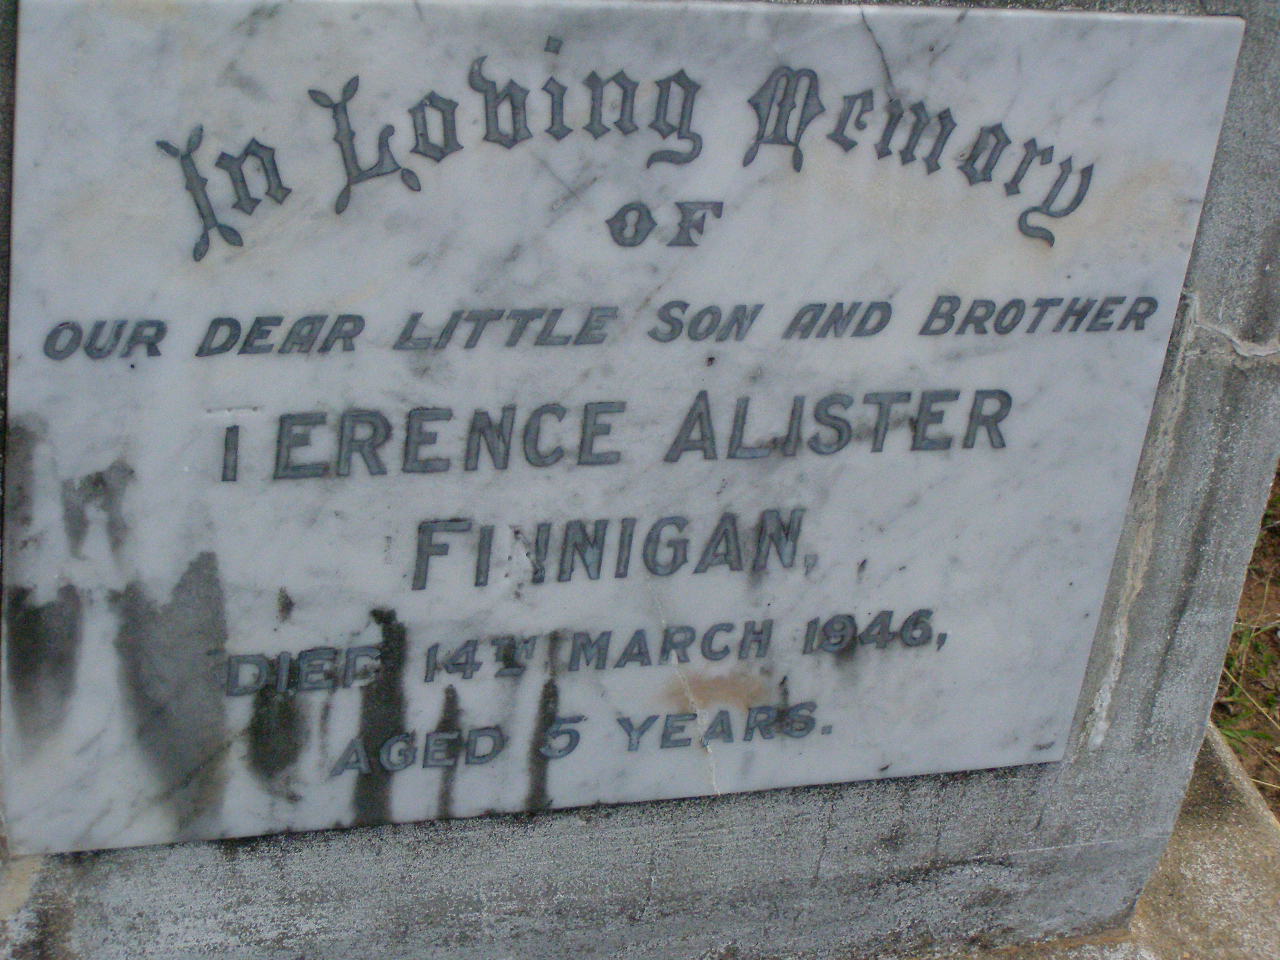 In Loving Memory
OF
OUR DEAR LITTLE SON AND BROTHER
TERENCE ALISTER
FINNIGAN,
DIED 14TH MARCH 1946,
AGED 5 YEARS.